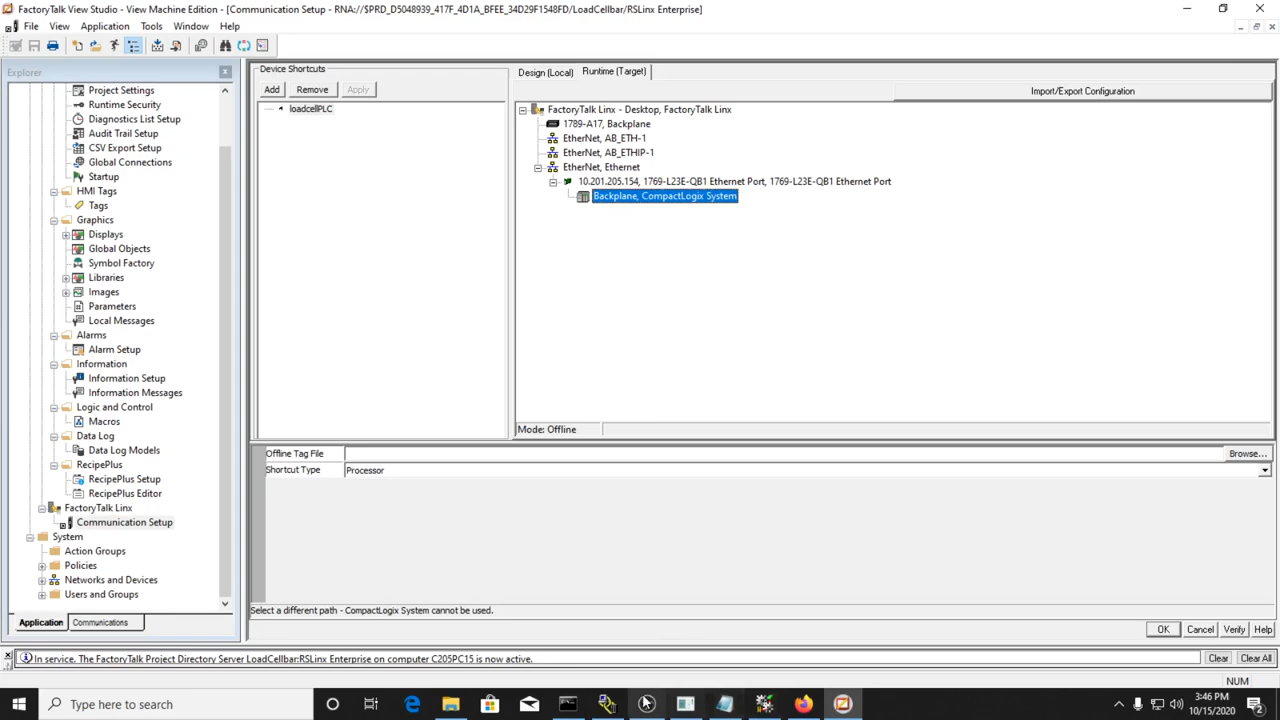 FactoryTalk View Studio - View Machine Edition - [Communication Setup - RNA://$PRD_D5048939_417F_4D1A_BFEE_34D29F1548FD/LoadCellbar/RSLinx Enterprise]
File View Application Tools Window Help
Explorer
Project Settings
Runtime Security
Diagnostics List Setup
Audit Trail Setup
CSV Export Setup
Global Connections
Startup
HMI Tags
Tags
Graphics
Displays
Global Objects
Symbol Factory
Libraries
Images
Parameters
Local Messages
Alarms
Alarm Setup
Information
Information Setup
Information Messages
Logic and Control
Macros
Data Log
Data Log Models
RecipePlus
RecipePlus Setup
RecipePlus Editor
FactoryTalk Linx
Communication Setup
System
Action Groups
Policies
Networks and Devices
Users and Groups
Application Communications
Device Shortcuts
Add Remove Apply
loadcellPLC
Design (Local) Runtime (Target)
Import/Export Configuration
FactoryTalk Linx - Desktop, FactoryTalk Linx
1789-A17, Backplane
EtherNet, AB_ETH-1
EtherNet, AB_ETHIP-1
EtherNet, Ethernet
10.201.205.154, 1769-L23E-QB1 Ethernet Port, 1769-L23E-QB1 Ethernet Port
Backplane, CompactLogix System
Mode: Offline
Offline Tag File Browse...
Shortcut Type Processor
Select a different path - CompactLogix System cannot be used.
OK Cancel Verify Help
In service. The FactoryTalk Project Directory Server LoadCellbar:RSLinx Enterprise on computer C205PC15 is now active. Clear Clear All
NUM
Type here to search
3:46 PM
10/15/2020
2